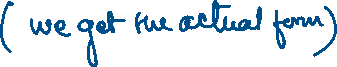 (we get the actual form)